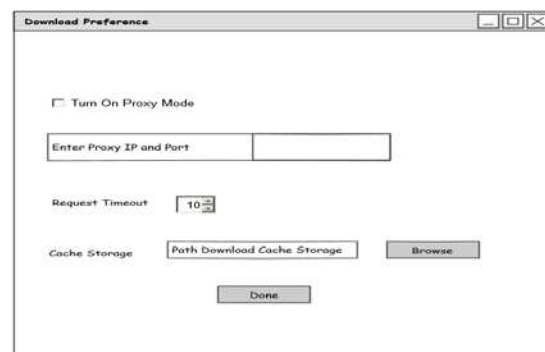 Download Preference
Turn On Proxy Mode
Enter Proxy IP and Port
Request Timeout 10
Cache Storage Path Download Cache Storage Browse
Done